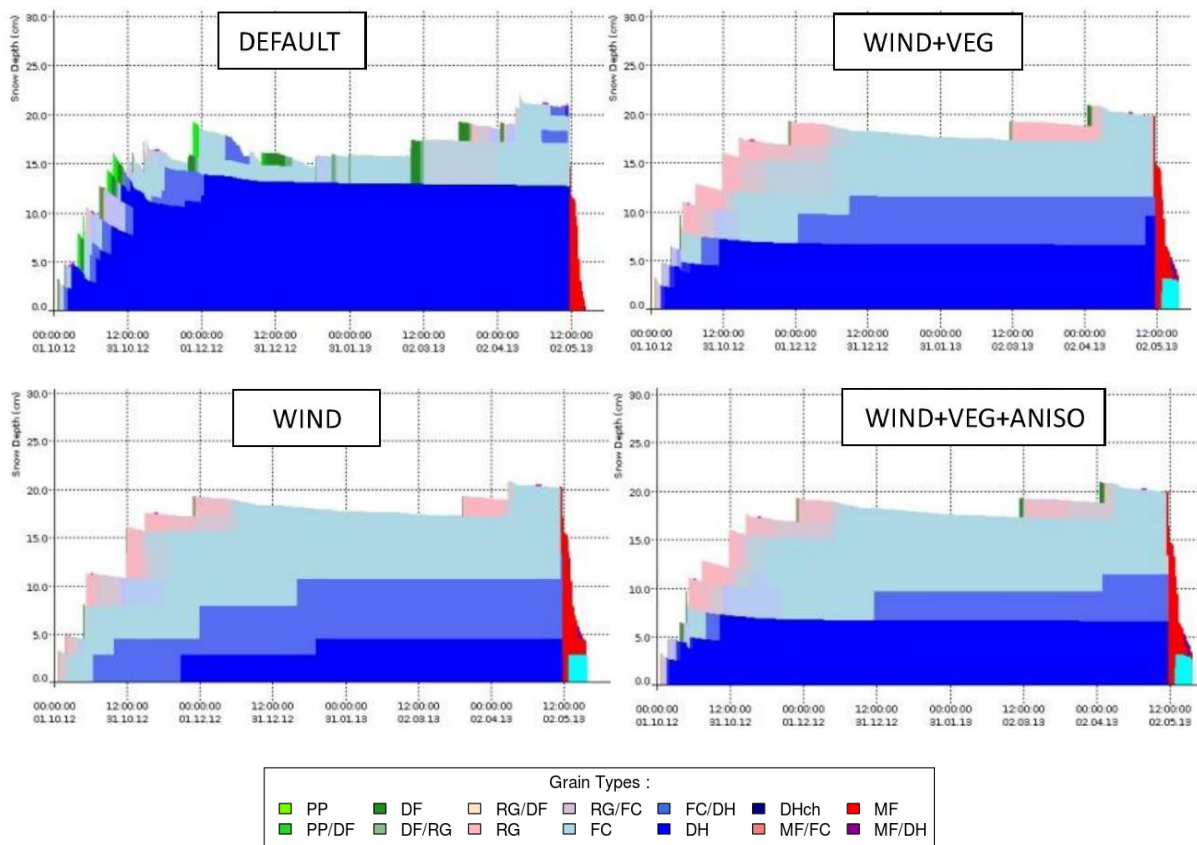 DEFAULT
Snow Depth (cm)
30.0
25.0
20.0
15.0
10.0
5.0
0.0
00:00:00 12:00:00 00:00:00 12:00:00 00:00:00 12:00:00 00:00:00 12:00:00
01.10.12 31.10.12 01.12.12 31.12.12 31.01.13 02.03.13 02.04.13 02.05.13
WIND+VEG
Snow Depth (cm)
30.0
25.0
20.0
15.0
10.0
5.0
0.0
00:00:00 12:00:00 00:00:00 12:00:00 00:00:00 12:00:00 00:00:00 12:00:00
01.10.12 31.10.12 01.12.12 31.12.12 31.01.13 02.03.13 02.04.13 02.05.13
WIND
Snow Depth (cm)
30.0
25.0
20.0
15.0
10.0
5.0
0.0
00:00:00 12:00:00 00:00:00 12:00:00 00:00:00 12:00:00 00:00:00 12:00:00
01.10.12 31.10.12 01.12.12 31.12.12 31.01.13 02.03.13 02.04.13 02.05.13
WIND+VEG+ANISO
Snow Depth (cm)
30.0
25.0
20.0
15.0
10.0
5.0
0.0
00:00:00 12:00:00 00:00:00 12:00:00 00:00:00 12:00:00 00:00:00 12:00:00
01.10.12 31.10.12 01.12.12 31.12.12 31.01.13 02.03.13 02.04.13 02.05.13
Grain Types :
PP DF RG/DF RG/FC FC/DH DHch MF
PP/DF DF/RG RG FC DH MF/FC MF/DH